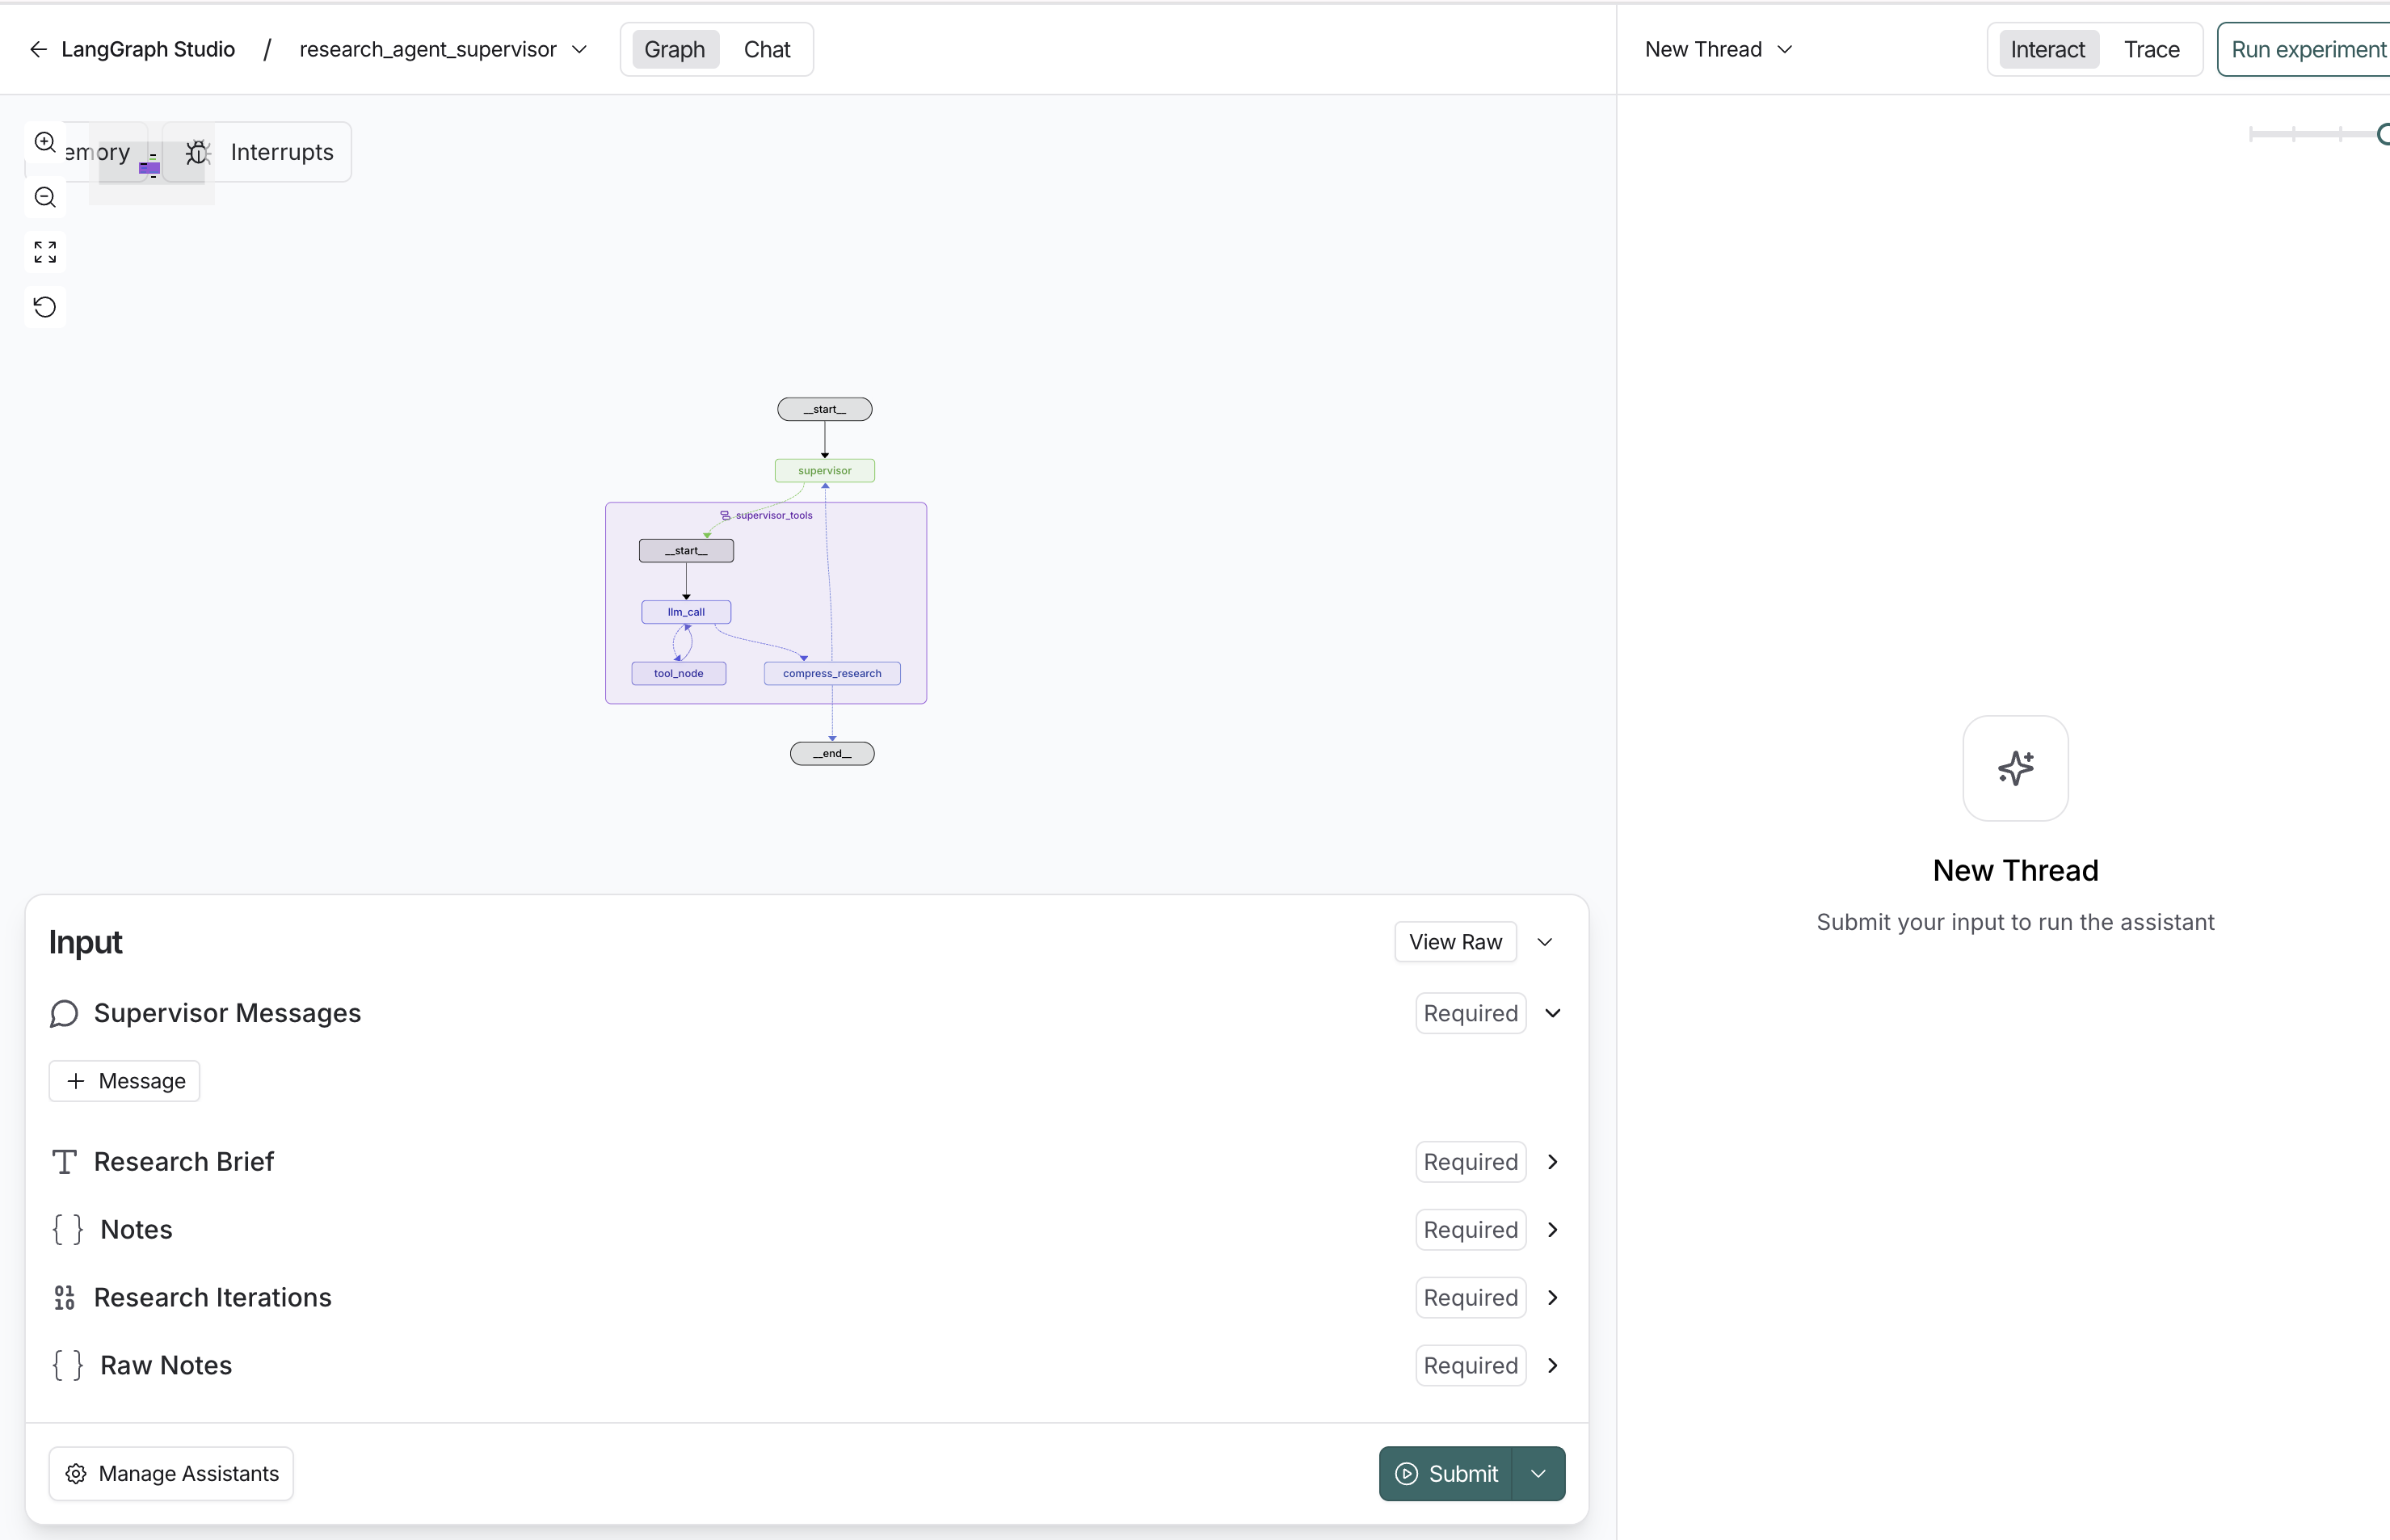 LangGraph Studio / research_agent_supervisor Graph Chat
New Thread Interact Trace Run experiment
emory Interrupts
__start__
supervisor
supervisor_tools
__start__
llm_call
tool_node compress_research
__end__
New Thread
Submit your input to run the assistant
Input View Raw
Supervisor Messages Required
+ Message
Research Brief Required
{ } Notes Required
Research Iterations Required
{ } Raw Notes Required
Manage Assistants Submit